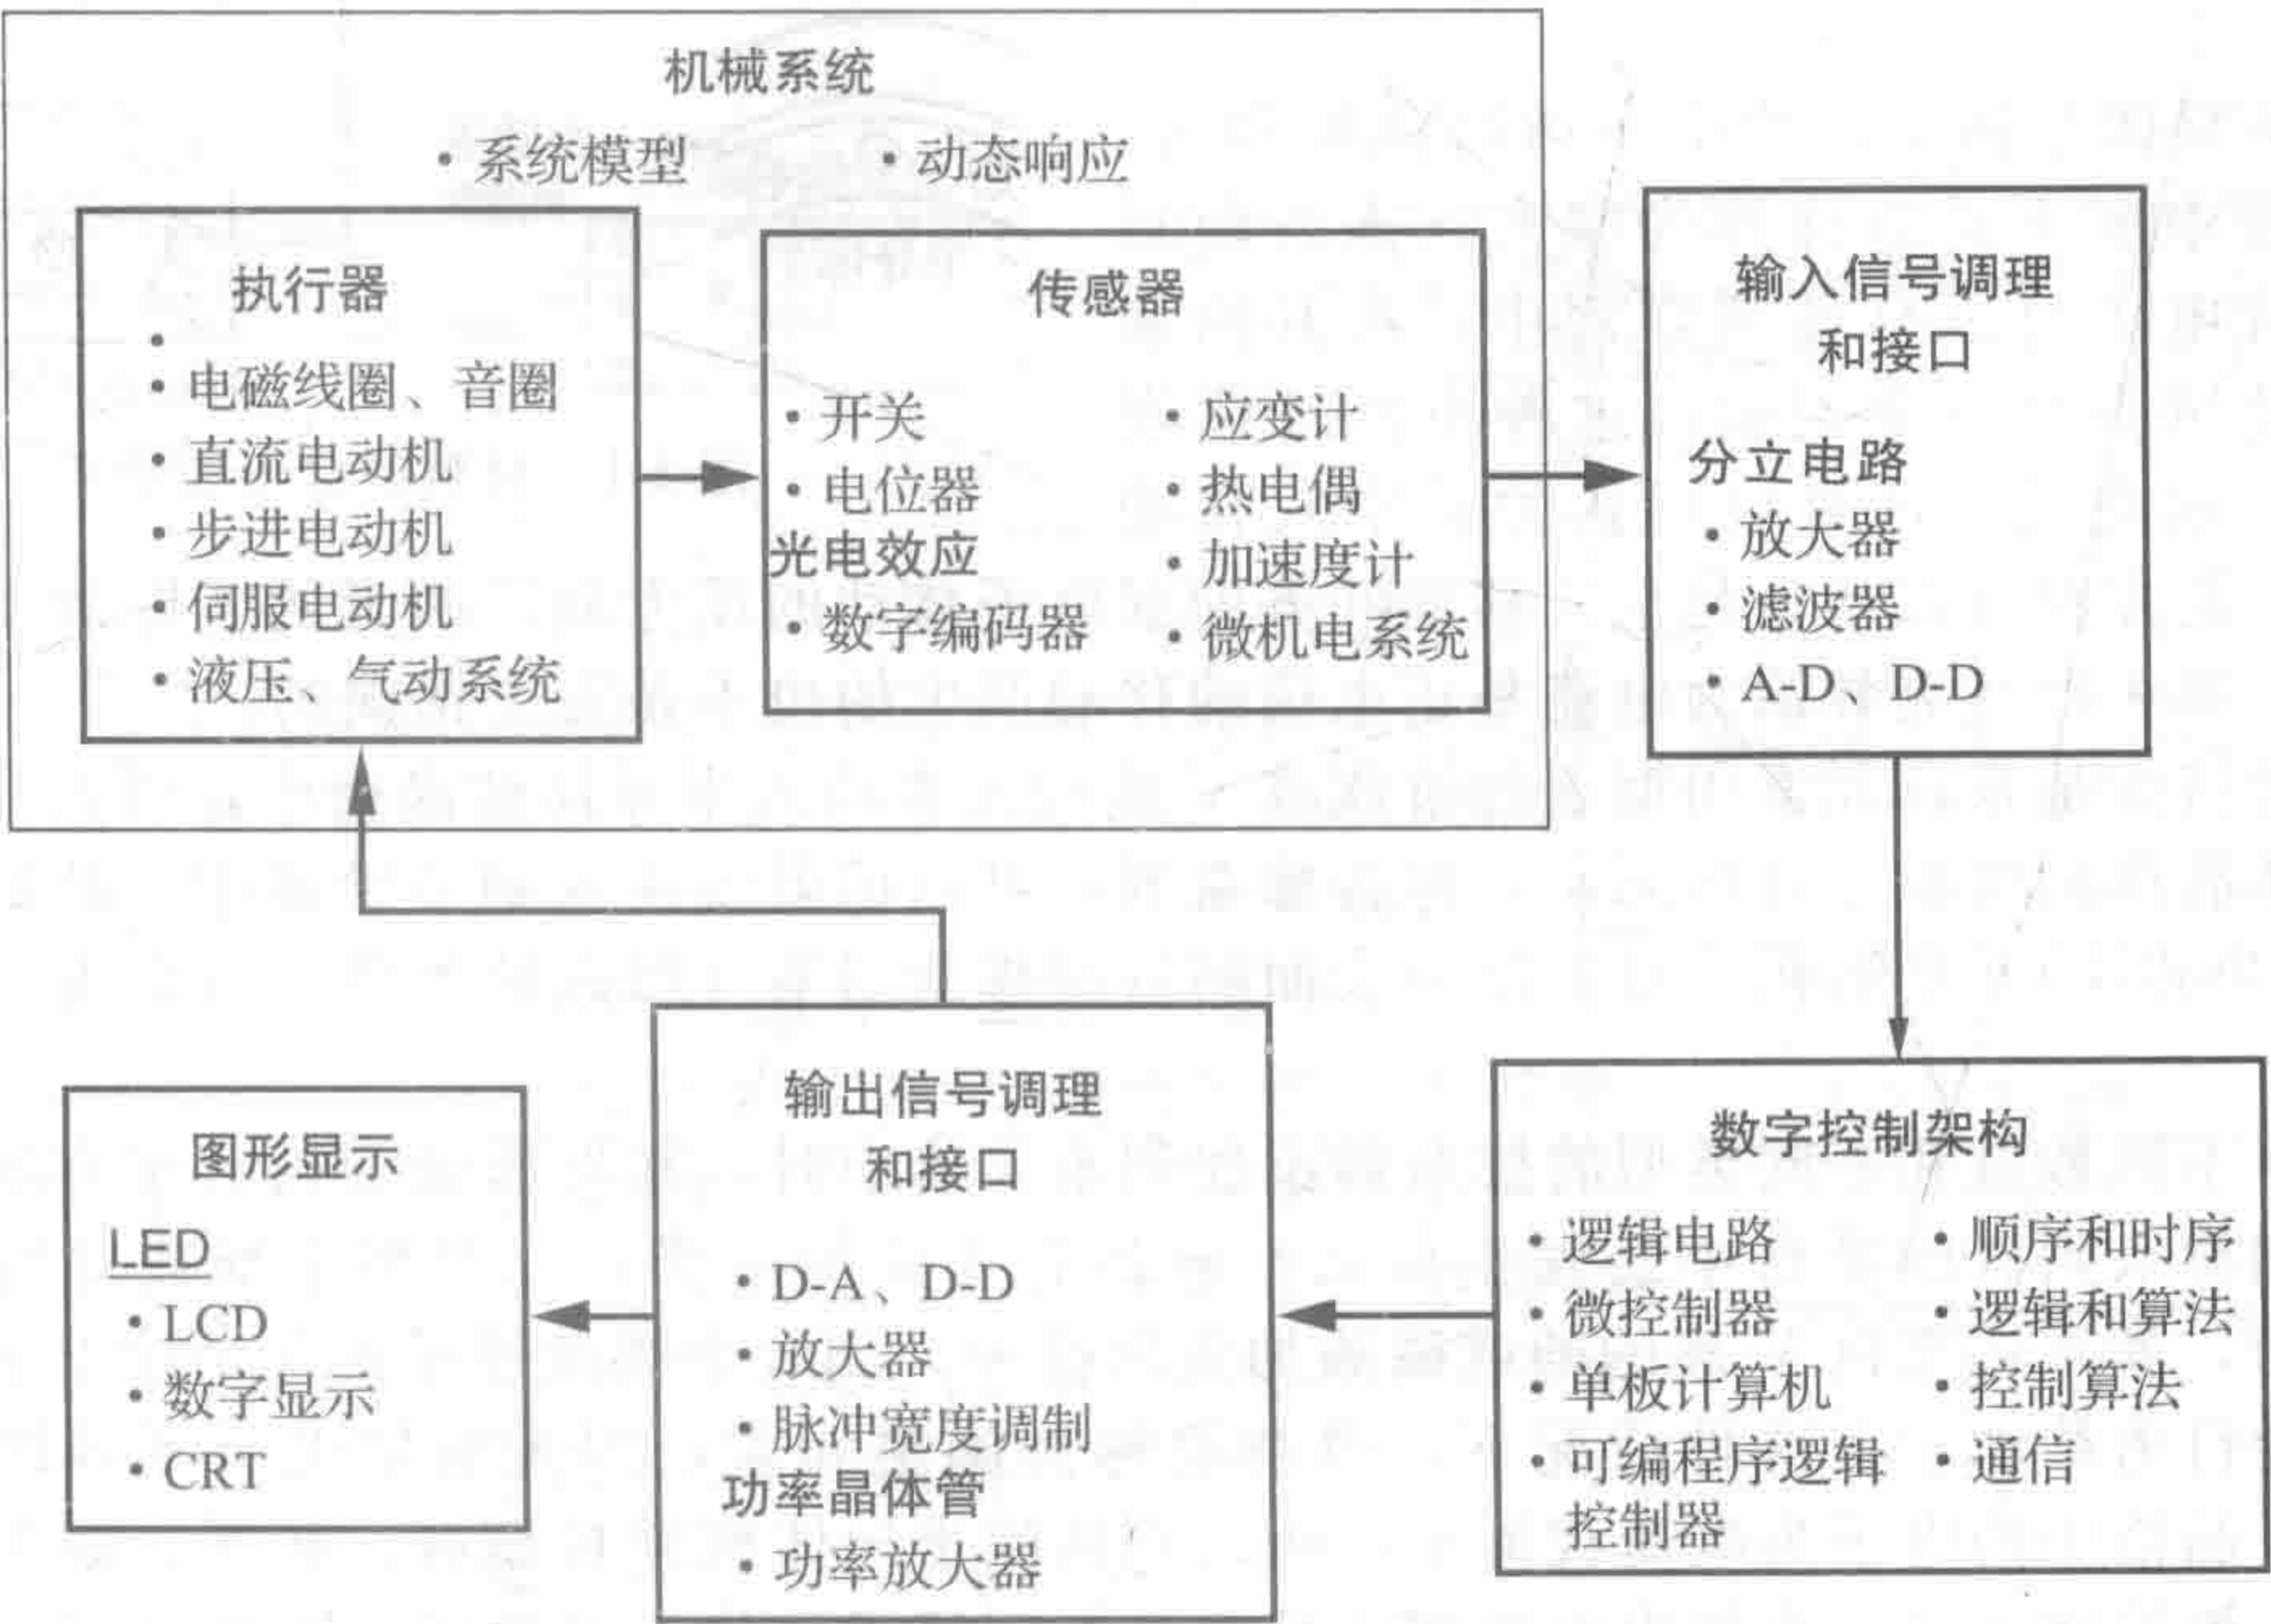 机械系统
· 系统模型 · 动态响应
执行器
·
· 电磁线圈、音圈
· 直流电动机
· 步进电动机
· 伺服电动机
· 液压、气动系统
传感器
· 开关
· 电位器
光电效应
· 数字编码器
· 应变计
· 热电偶
· 加速度计
· 微机电系统
输入信号调理
和接口
分立电路
· 放大器
· 滤波器
· A-D、D-D
图形显示
LED
· LCD
· 数字显示
· CRT
输出信号调理
和接口
· D-A、D-D
· 放大器
· 脉冲宽度调制
功率晶体管
· 功率放大器
数字控制架构
· 逻辑电路
· 微控制器
· 单板计算机
· 可编程序逻辑
控制器
· 顺序和时序
· 逻辑和算法
· 控制算法
· 通信